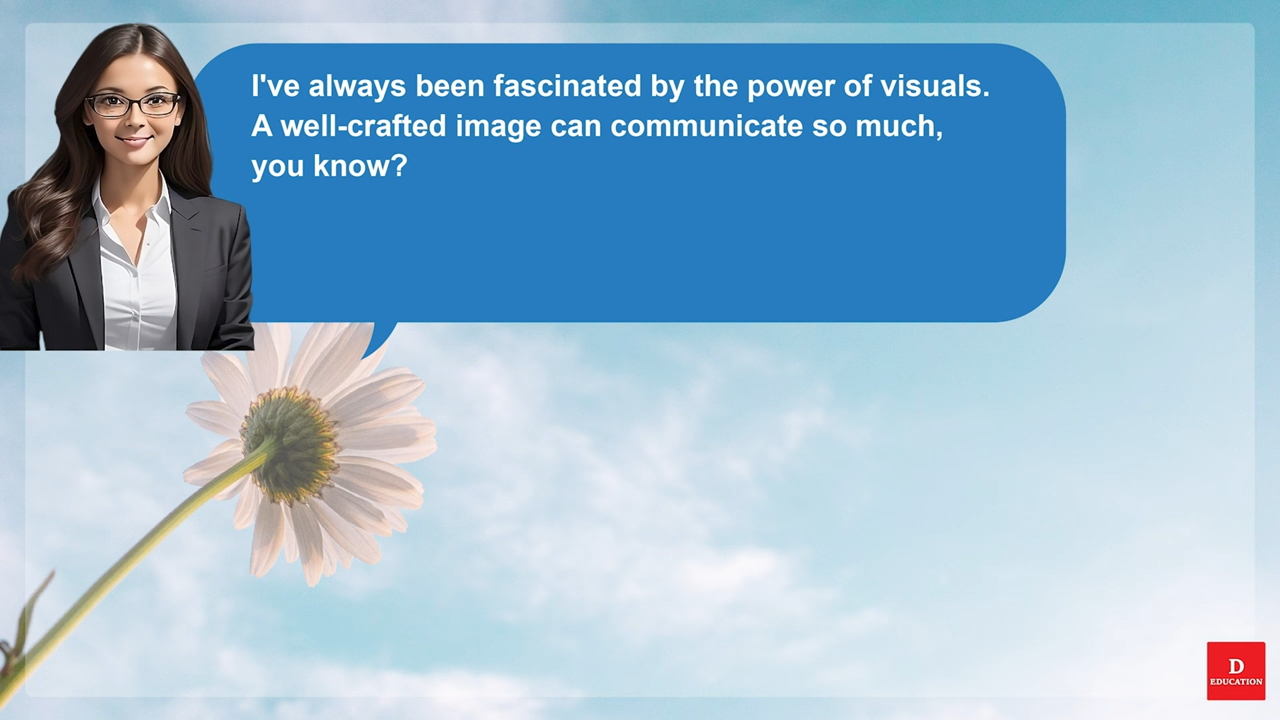 I've always been fascinated by the power of visuals.
A well-crafted image can communicate so much,
you know?
D
EDUCATION